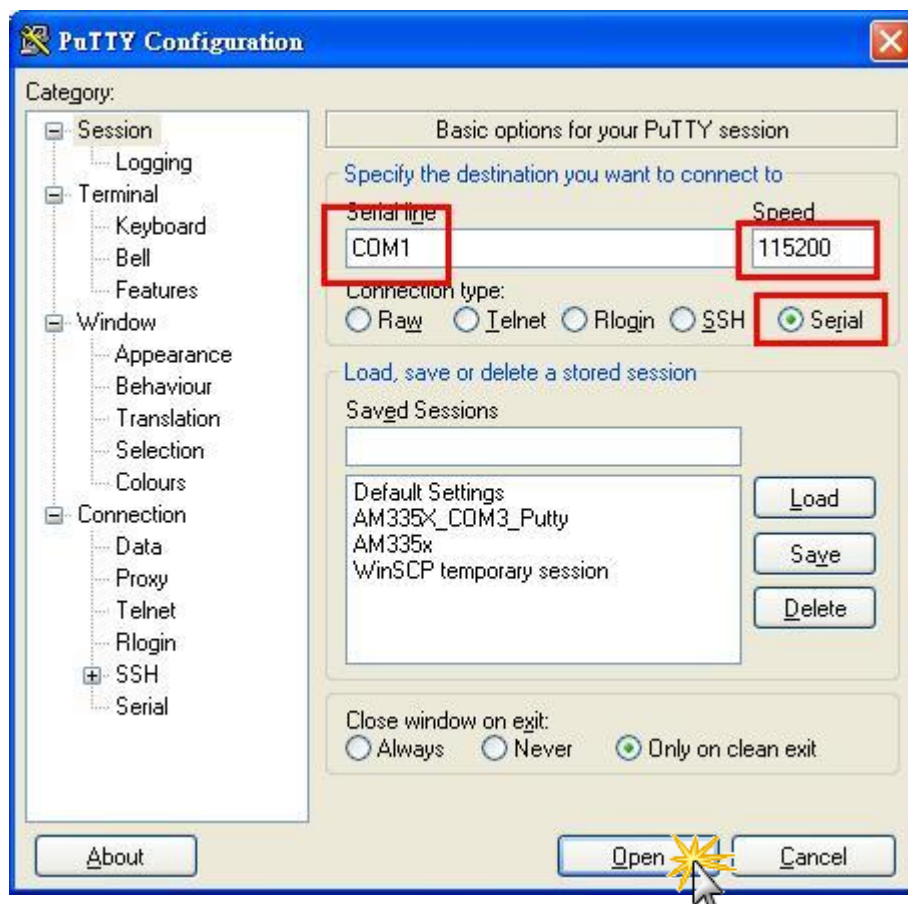 PuTTY Configuration
Category:
Session
Logging
Terminal
Keyboard
Bell
Features
Window
Appearance
Behaviour
Translation
Selection
Colours
Connection
Data
Proxy
Telnet
Rlogin
SSH
Serial
Basic options for your PuTTY session
Specify the destination you want to connect to
Serial line Speed
COM1 115200
Connection type:
Raw Telnet Rlogin SSH Serial
Load, save or delete a stored session
Saved Sessions
Default Settings
AM335X_COM3_Putty
AM335x
WinSCP temporary session
Load
Save
Delete
Close window on exit:
Always Never Only on clean exit
About Open Cancel